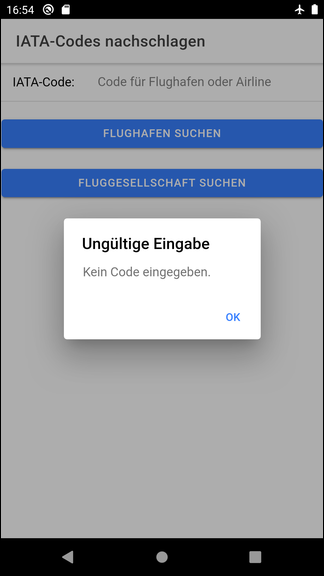 16:54
IATA-Codes nachschlagen
IATA-Code: Code für Flughafen oder Airline
FLUGHAFEN SUCHEN
FLUGGESELLSCHAFT SUCHEN
Ungültige Eingabe
Kein Code eingegeben.
OK